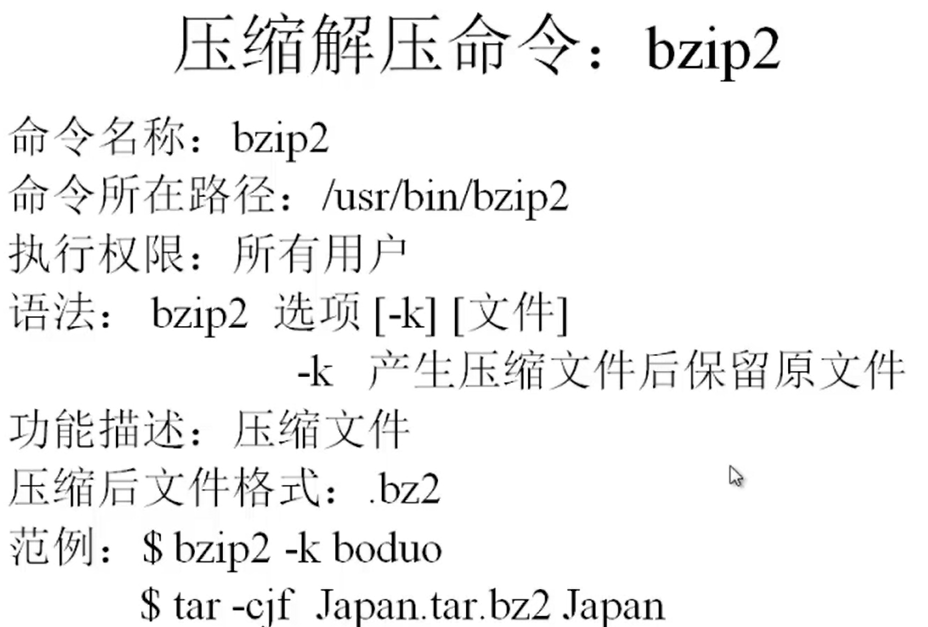 压缩解压命令：bzip2
命令名称：bzip2
命令所在路径：/usr/bin/bzip2
执行权限：所有用户
语法： bzip2 选项 [-k] [文件]
-k 产生压缩文件后保留原文件
功能描述：压缩文件
压缩后文件格式：.bz2
范例：$ bzip2 -k boduo
$ tar -cjf Japan.tar.bz2 Japan